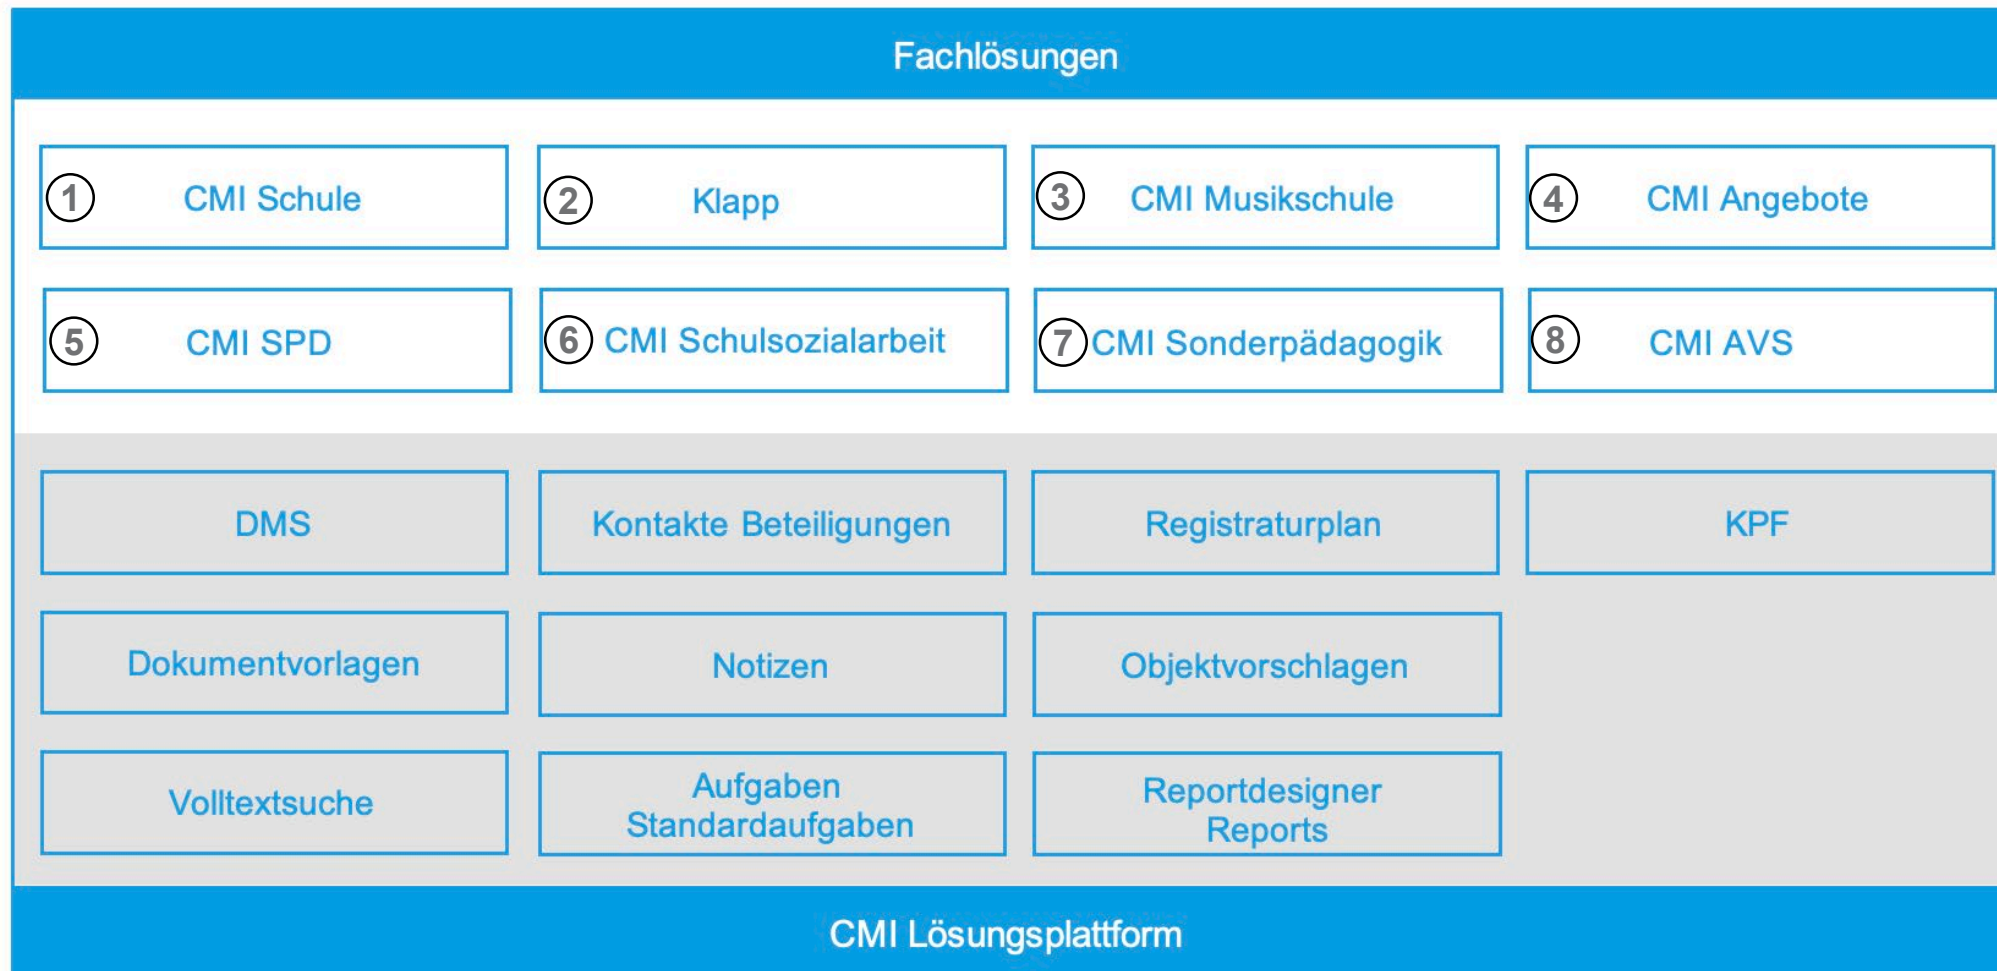 Fachlösungen
1 CMI Schule
2 Klapp
3 CMI Musikschule
4 CMI Angebote
5 CMI SPD
6 CMI Schulsozialarbeit
7 CMI Sonderpädagogik
8 CMI AVS
DMS
Kontakte Beteiligungen
Registraturplan
KPF
Dokumentvorlagen
Notizen
Objektvorschlagen
Volltextsuche
Aufgaben
Standardaufgaben
Reportdesigner
Reports
CMI Lösungsplattform